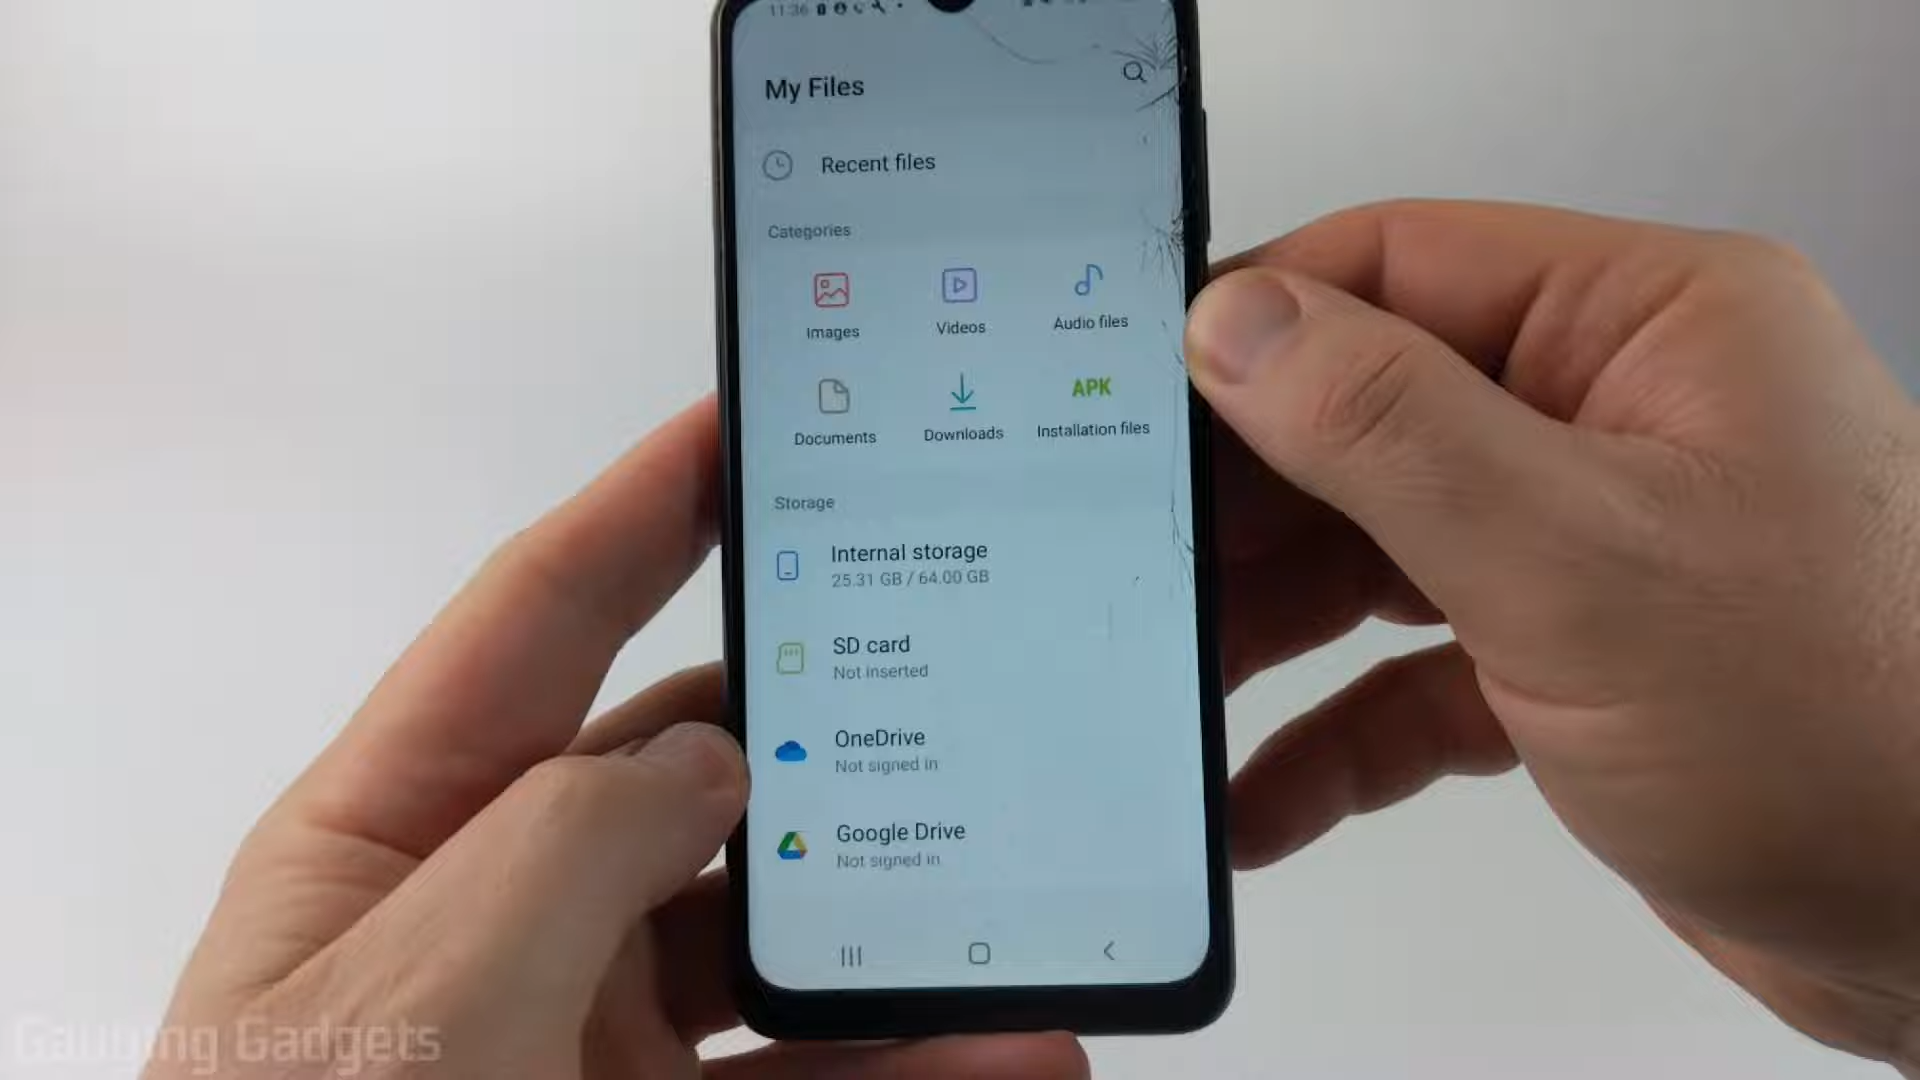 11:36
My Files
Recent files
Categories
Images
Videos
Audio files
APK
Documents
Downloads
Installation files
Storage
Internal storage
25.31 GB / 64.00 GB
SD card
Not inserted
OneDrive
Not signed in
Google Drive
Not signed in
Gauging Gadgets